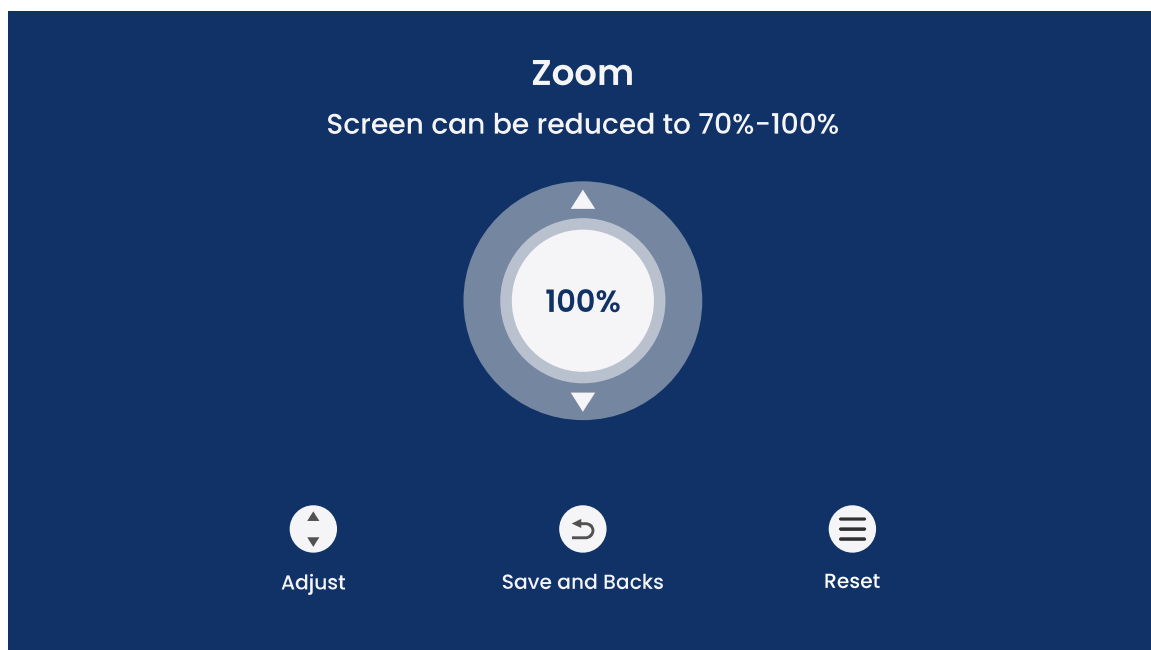 Zoom
Screen can be reduced to 70%-100%
100%
Adjust
Save and Backs
Reset